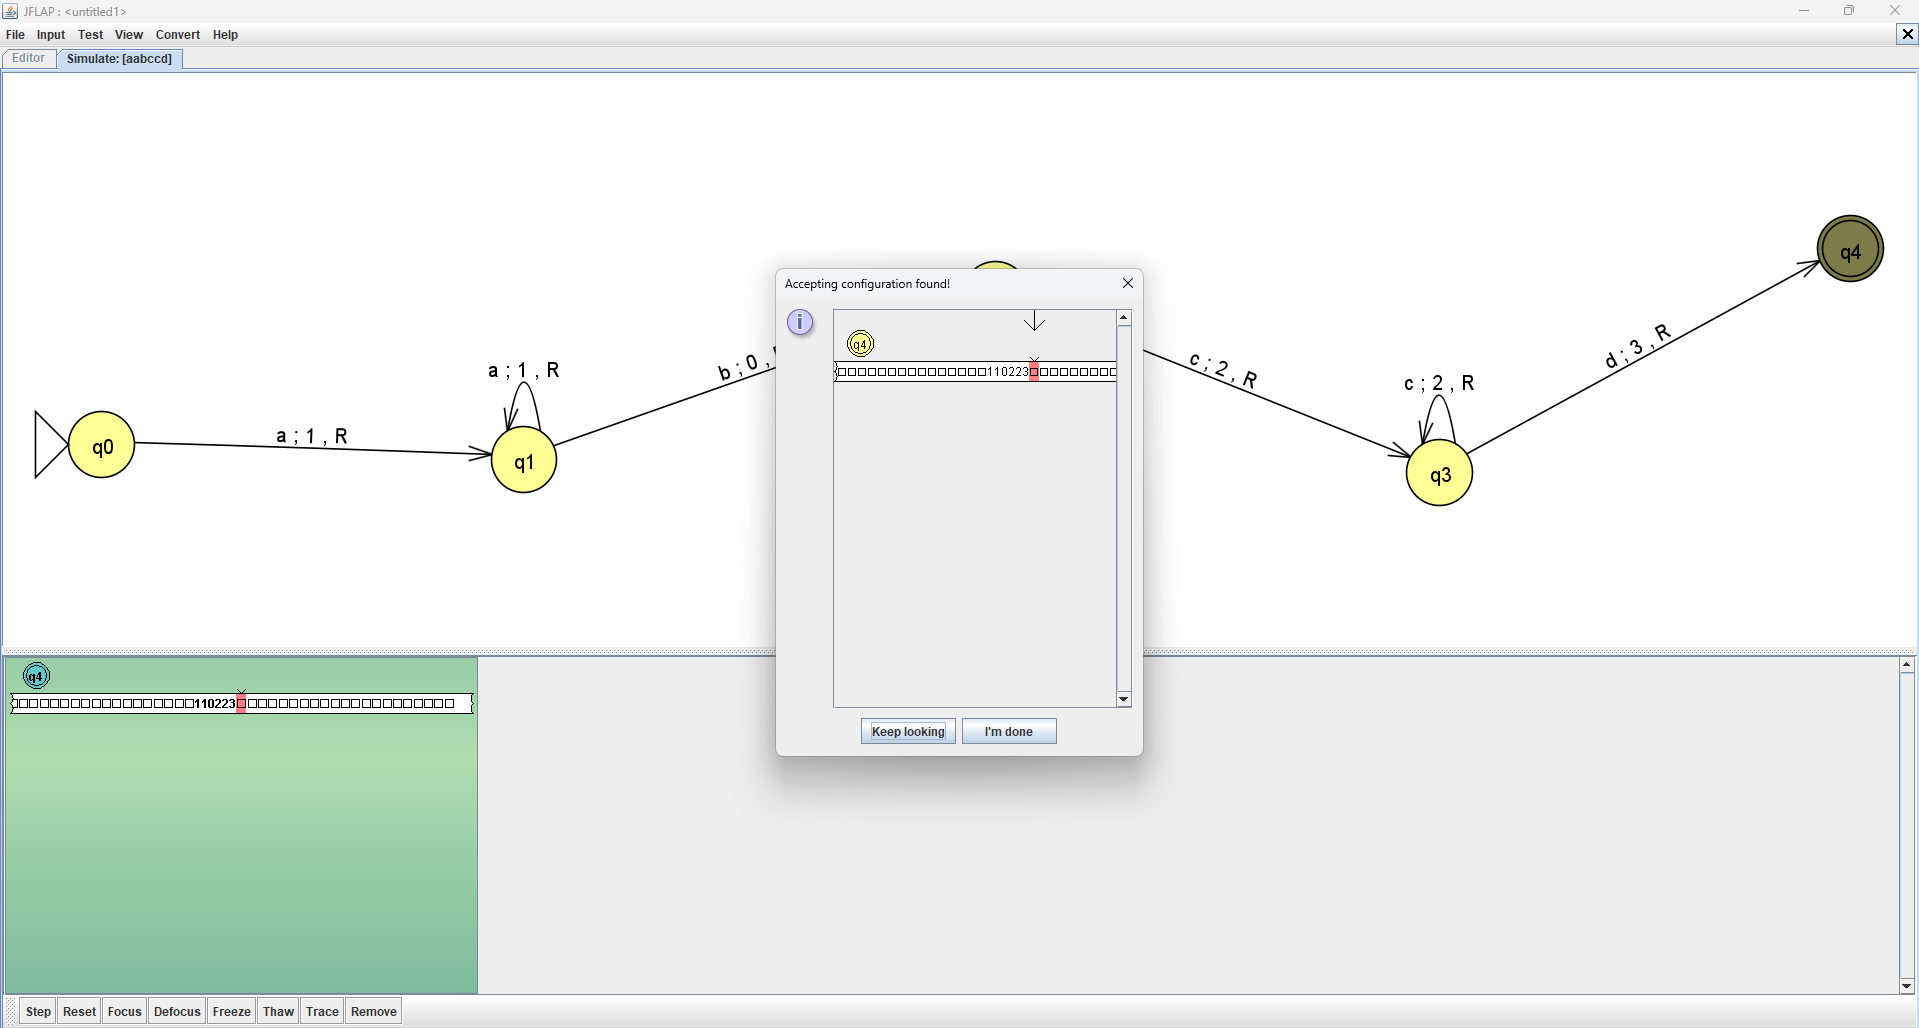 JFLAP : <untitled1>
File Input Test View Convert Help
Editor Simulate: [aabccd]
q4
Accepting configuration found!
c ; 2 , R
d ; 3 , R
q4
b ; 0 ,
110223
a ; 1 , R
c ; 2 , R
a ; 1 , R
q0
q1
q3
q4
110223
Keep looking I'm done
Step Reset Focus Defocus Freeze Thaw Trace Remove